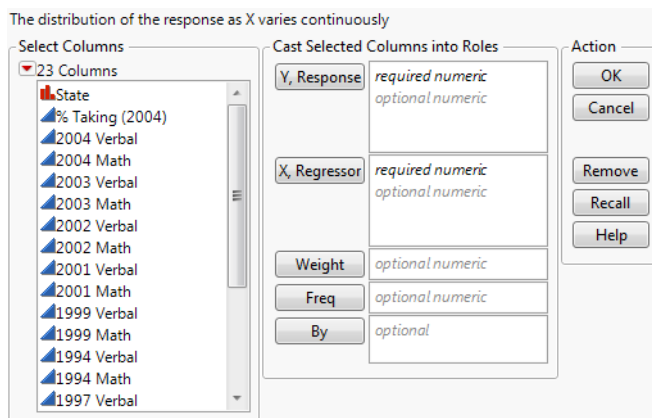 The distribution of the response as X varies continuously
Select Columns
23 Columns
State
% Taking (2004)
2004 Verbal
2004 Math
2003 Verbal
2003 Math
2002 Verbal
2002 Math
2001 Verbal
2001 Math
1999 Verbal
1999 Math
1994 Verbal
1994 Math
1997 Verbal
Cast Selected Columns into Roles
Y, Response
required numeric
optional numeric
X, Regressor
required numeric
optional numeric
Weight
optional numeric
Freq
optional numeric
By
optional
Action
OK
Cancel
Remove
Recall
Help